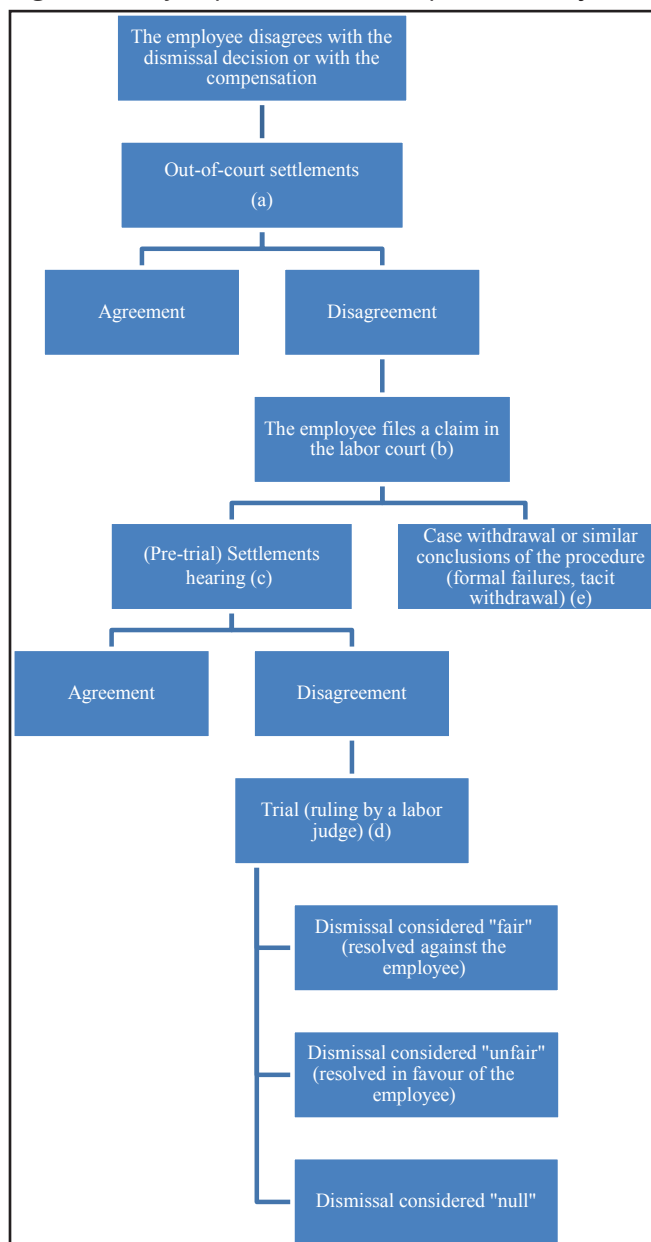 The employee disagrees with the
dismissal decision or with the
compensation
Out-of-court settlements
(a)
Agreement
Disagreement
The employee files a claim in
the labor court (b)
(Pre-trial) Settlements
hearing (c)
Case withdrawal or similar
conclusions of the procedure
(formal failures, tacit
withdrawal) (e)
Agreement
Disagreement
Trial (ruling by a labor
judge) (d)
Dismissal considered "fair"
(resolved against the
employee)
Dismissal considered "unfair"
(resolved in favour of the
employee)
Dismissal considered "null"